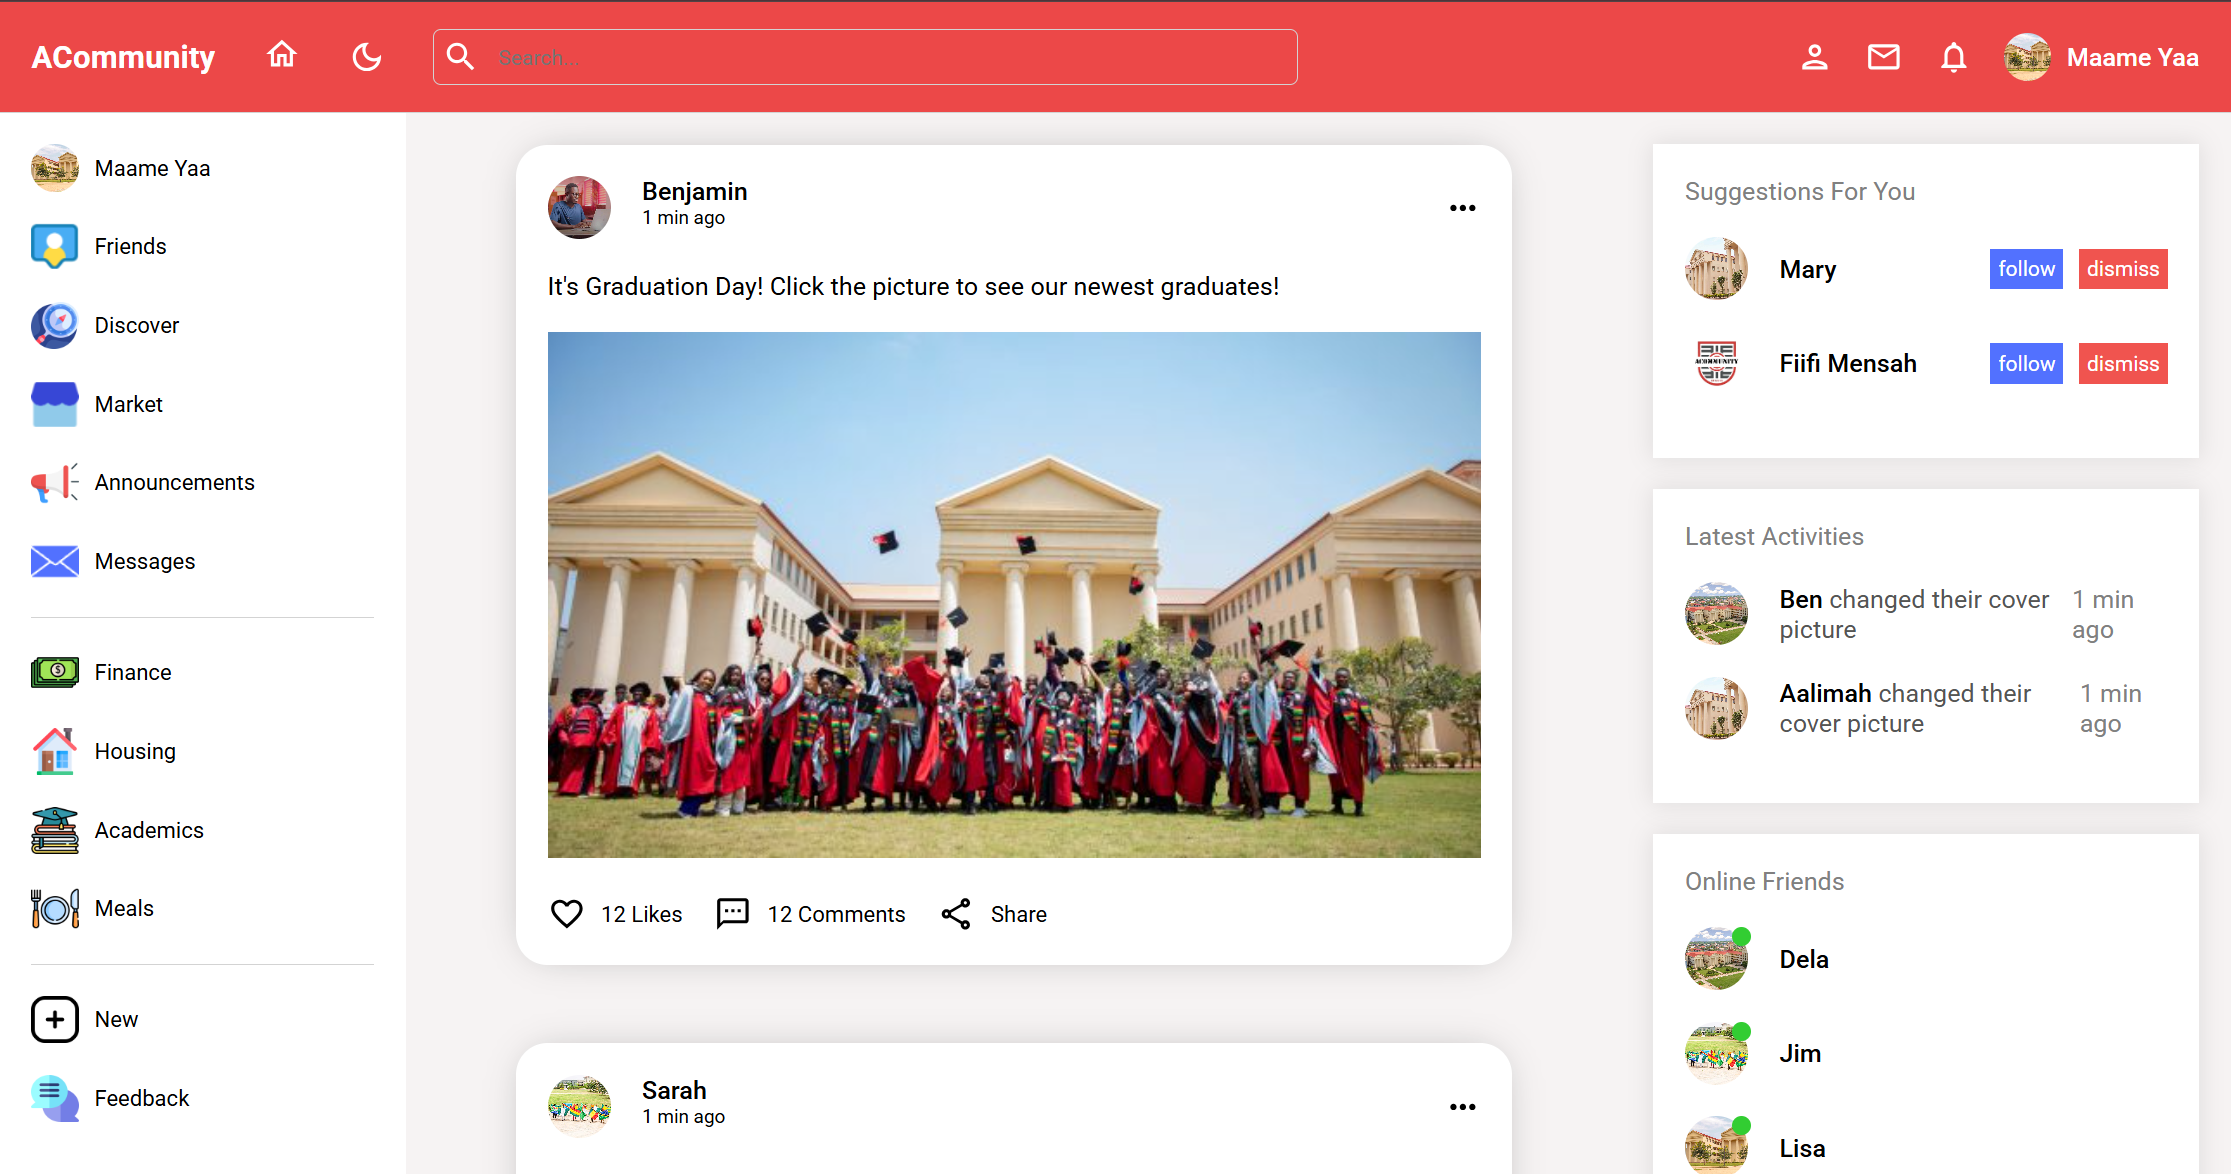 ACommunity
Search...
Maame Yaa
Maame Yaa
Friends
Discover
Market
Announcements
Messages
Finance
Housing
Academics
Meals
New
Feedback
Benjamin
1 min ago
It's Graduation Day! Click the picture to see our newest graduates!
12 Likes
12 Comments
Share
Sarah
1 min ago
Suggestions For You
Mary
follow
dismiss
ACOMMUNITY
Fiifi Mensah
follow
dismiss
Latest Activities
Ben changed their cover
picture
1 min
ago
Aalimah changed their
cover picture
1 min
ago
Online Friends
Dela
Jim
Lisa